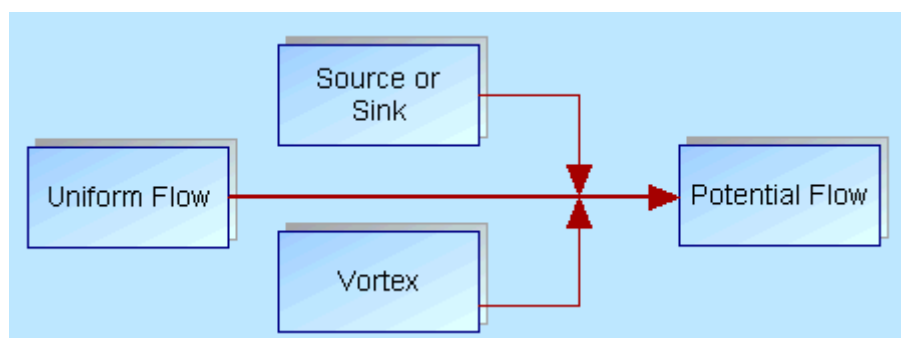 Source or
Sink
Uniform Flow
Potential Flow
Vortex